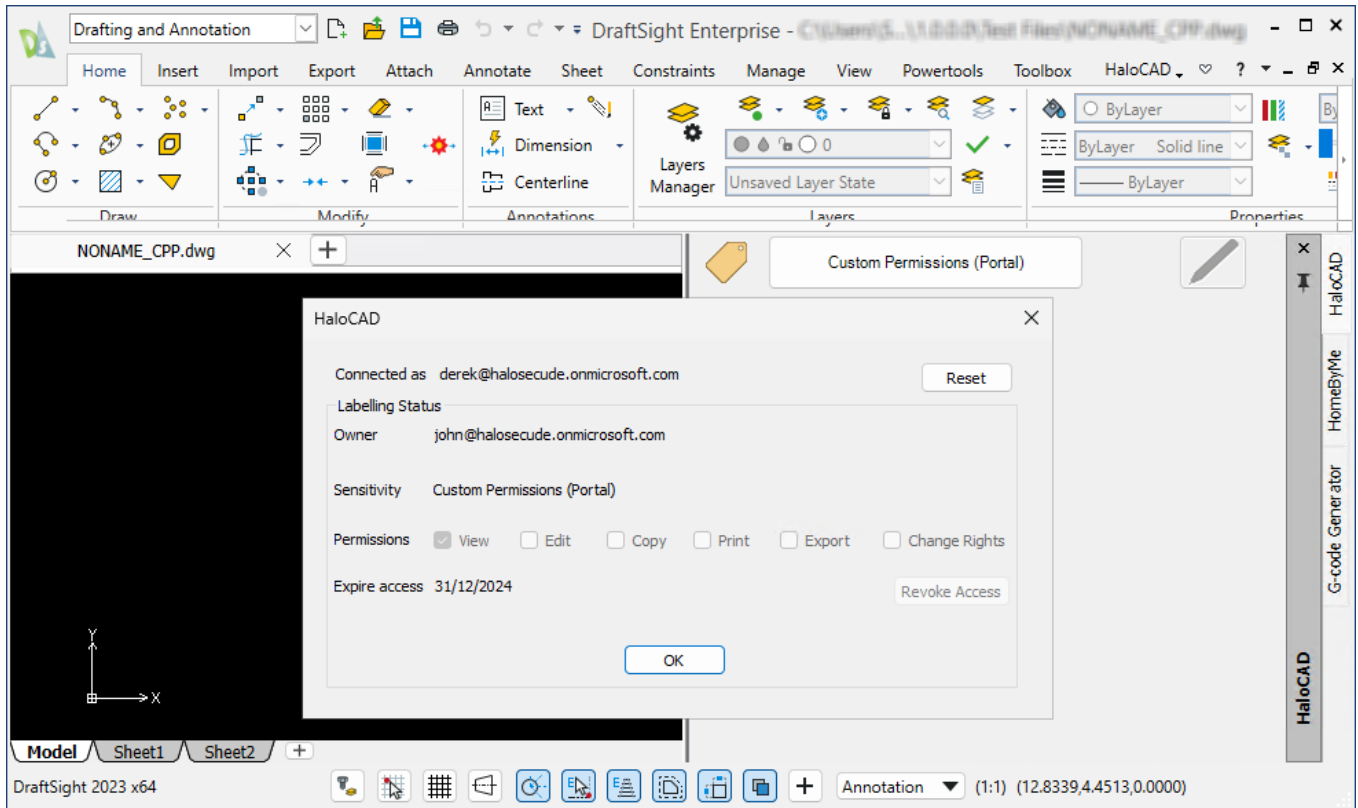 Drafting and Annotation
DraftSight Enterprise -
Home Insert Import Export Attach Annotate Sheet Constraints Manage View Powertools Toolbox HaloCAD ?
Text
ByLayer
By
Dimension
0
ByLayer Solid line
Layers
Manager
Centerline
Unsaved Layer State
ByLayer
Draw Modify Annotations Layers Properties
NONAME_CPP.dwg
Custom Permissions (Portal)
HaloCAD
HomeByMe
G-code Generator
HaloCAD
HaloCAD
Connected as derek@halosecude.onmicrosoft.com
Reset
Labelling Status
Owner john@halosecude.onmicrosoft.com
Sensitivity Custom Permissions (Portal)
Permissions View Edit Copy Print Export Change Rights
Expire access 31/12/2024
Revoke Access
OK
Y
X
Model Sheet1 Sheet2 +
DraftSight 2023 x64
Annotation (1:1) (12.8339,4.4513,0.0000)